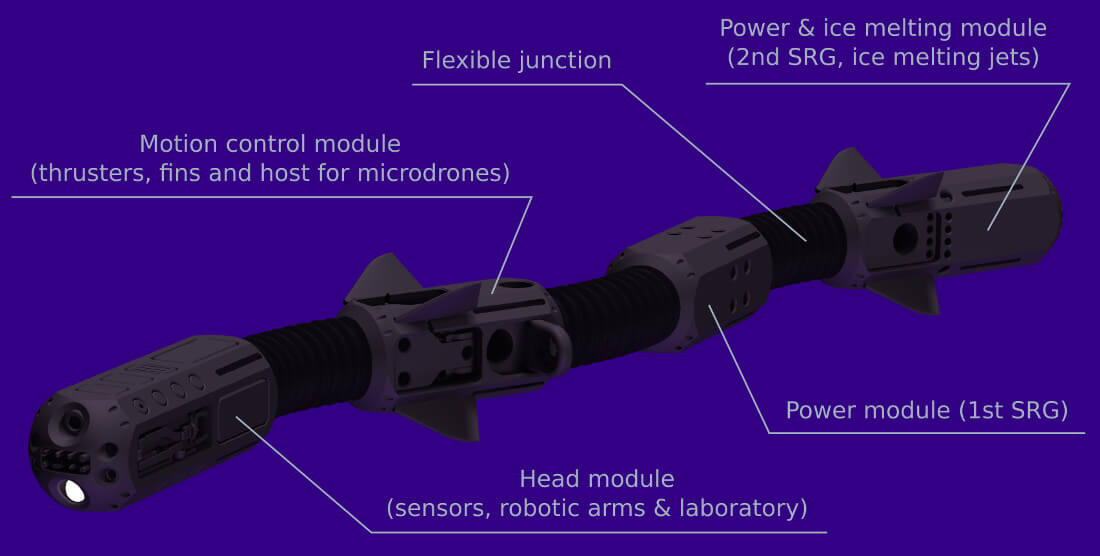 Power & ice melting module
(2nd SRG, ice melting jets)
Flexible junction
Motion control module
(thrusters, fins and host for microdrones)
Power module (1st SRG)
Head module
(sensors, robotic arms & laboratory)